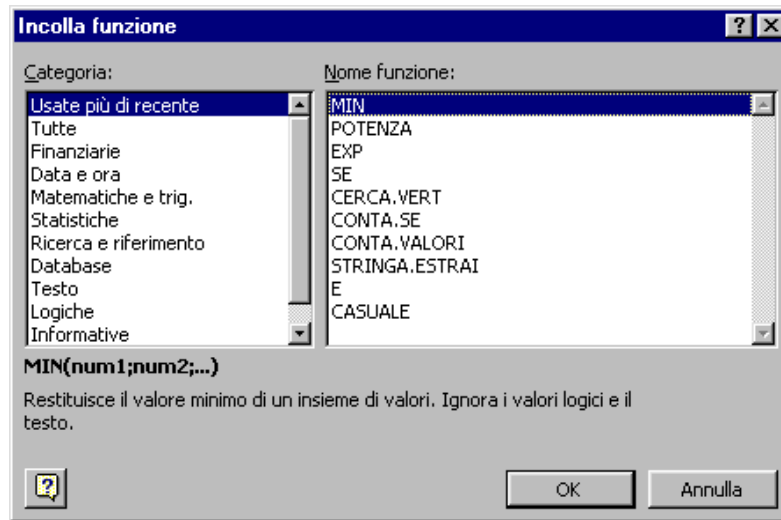 Incolla funzione
Categoria:
Nome funzione:
Usate più di recente
Tutte
Finanziarie
Data e ora
Matematiche e trig.
Statistiche
Ricerca e riferimento
Database
Testo
Logiche
Informative
MIN
POTENZA
EXP
SE
CERCA.VERT
CONTA.SE
CONTA.VALORI
STRINGA.ESTRAI
E
CASUALE
MIN(num1;num2;...)
Restituisce il valore minimo di un insieme di valori. Ignora i valori logici e il
testo.
OK
Annulla